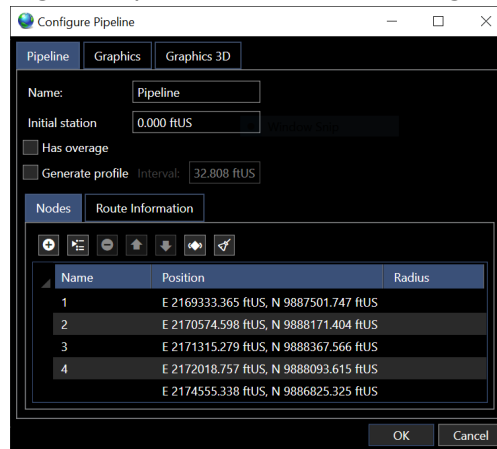 Configure Pipeline
Pipeline Graphics Graphics 3D
Name: Pipeline
Initial station 0.000 ftUS
Has overage
Generate profile Interval: 32.808 ftUS
Nodes Route Information
Name Position Radius
1 E 2169333.365 ftUS, N 9887501.747 ftUS
2 E 2170574.598 ftUS, N 9888171.404 ftUS
3 E 2171315.279 ftUS, N 9888367.566 ftUS
4 E 2172018.757 ftUS, N 9888093.615 ftUS
E 2174555.338 ftUS, N 9886825.325 ftUS
OK Cancel